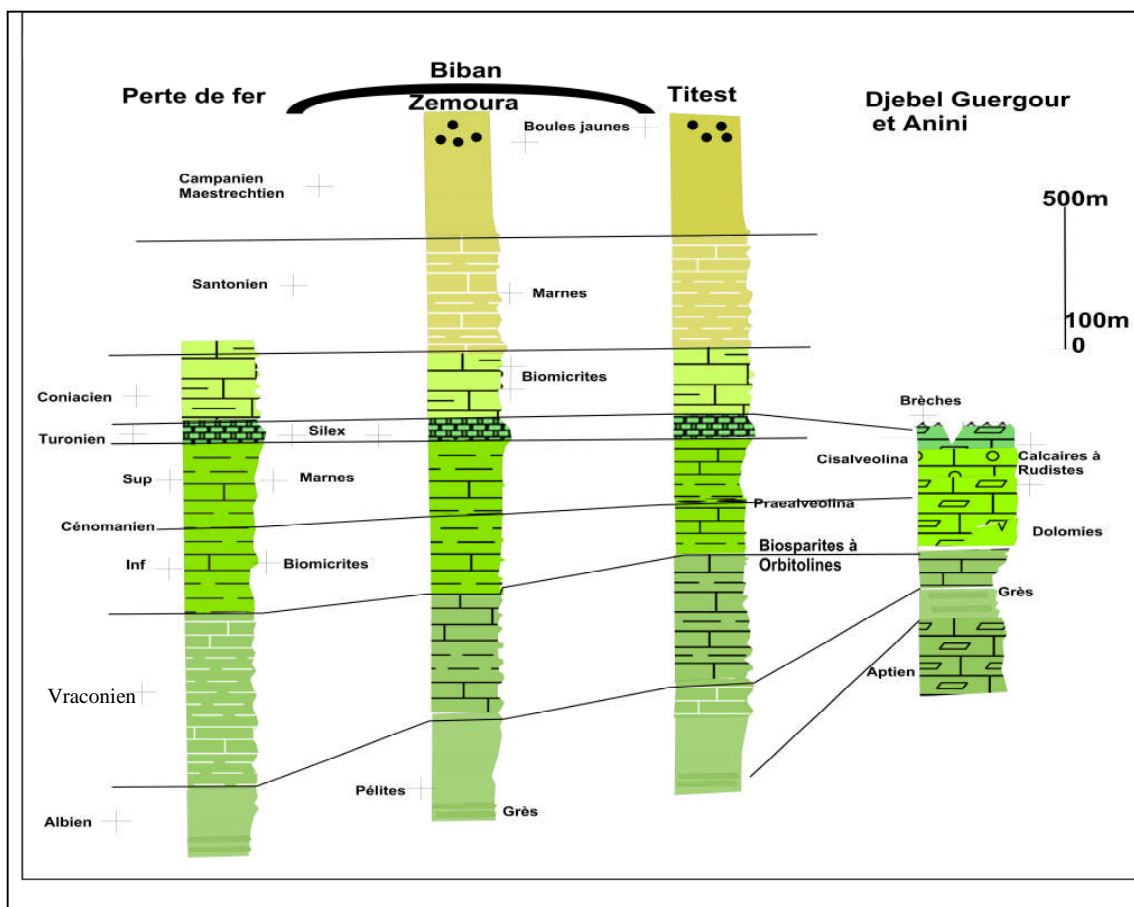 Biban
Perte de fer
Zemoura
Titest
Djebel Guergour
et Anini
Boules jaunes
Campanien
Maestrechtien
500m
Santonien
Marnes
100m
0
Biomicrites
Coniacien
Brèches
Turonien
Silex
Cisalveolina
Calcaires à
Rudistes
Sup
Marnes
Praealveolina
Cénomanien
Dolomies
Inf
Biomicrites
Biosparites à
Orbitolines
Grès
Aptien
Vraconien
Pélites
Grès
Albien